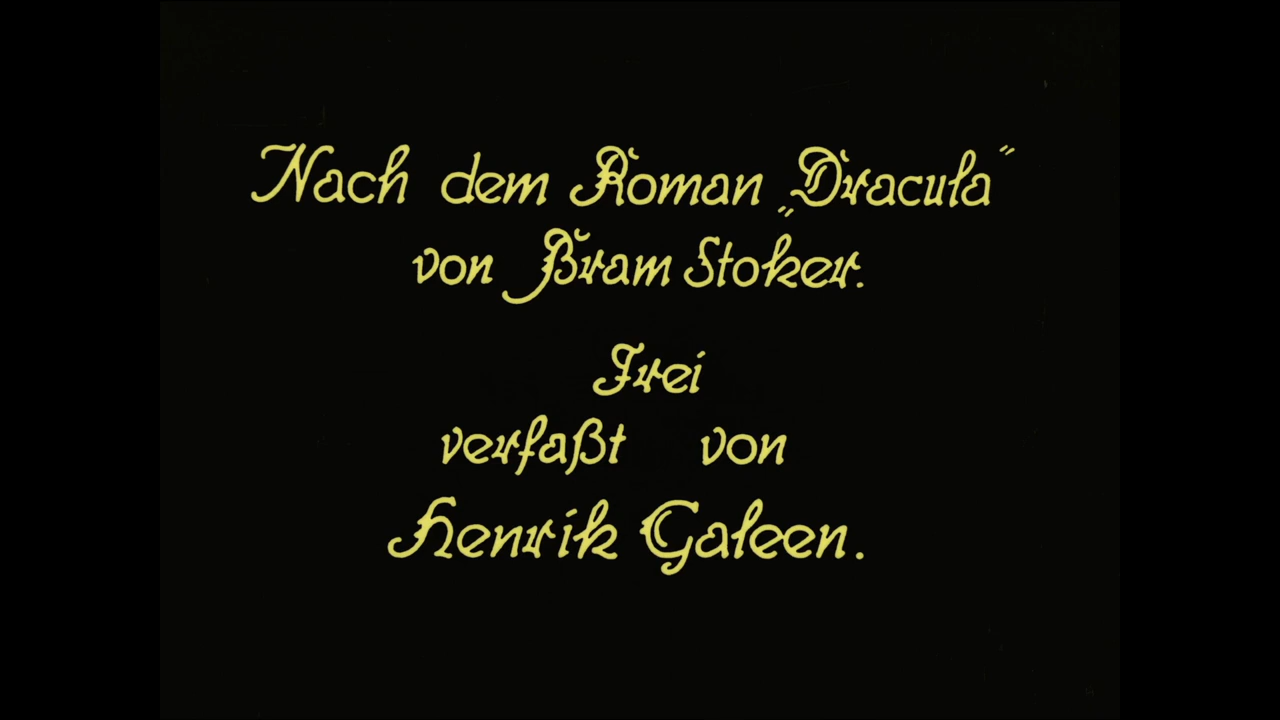 Nach dem Roman „Dracula“
von Bram Stoker.
Frei
verfaßt von
Henrik Galeen.